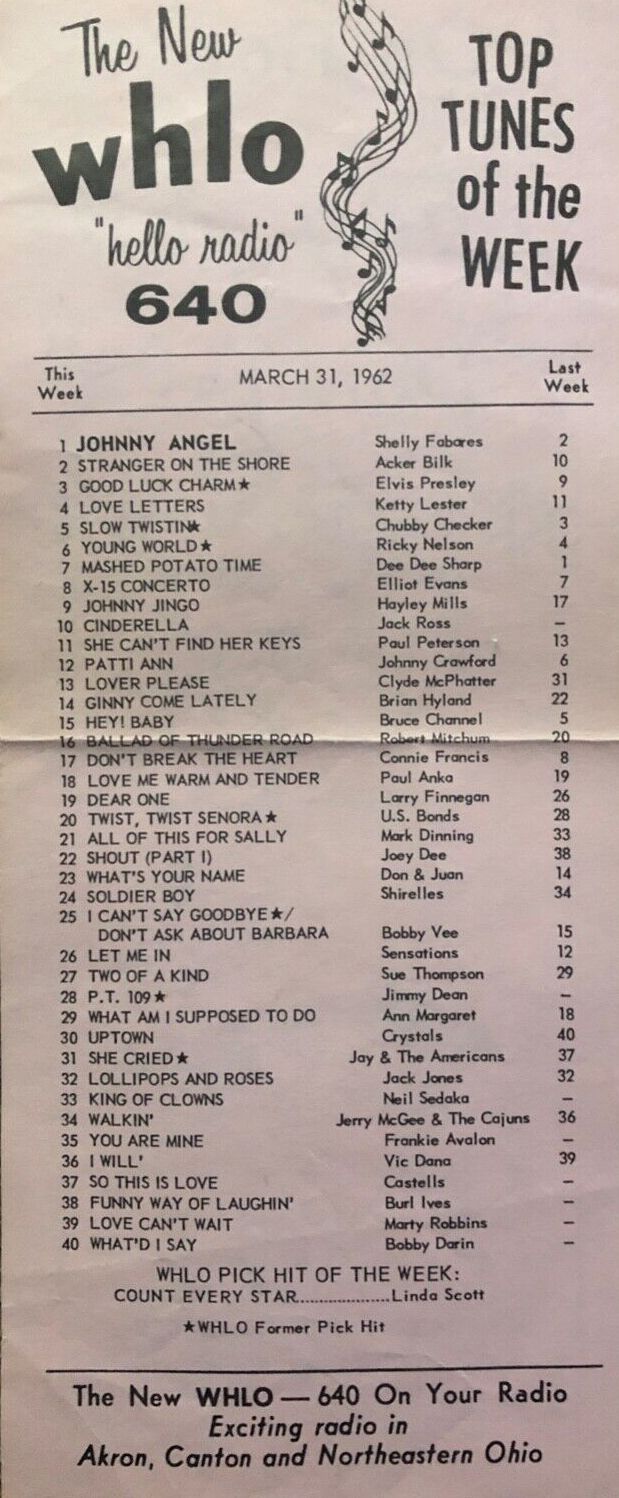 The New
whlo
"hello radio"
640
TOP
TUNES
of the
WEEK
This Week MARCH 31, 1962 Last Week
1 JOHNNY ANGEL Shelly Fabares 2
2 STRANGER ON THE SHORE Acker Bilk 10
3 GOOD LUCK CHARM★ Elvis Presley 9
4 LOVE LETTERS Ketty Lester 11
5 SLOW TWISTIN★ Chubby Checker 3
6 YOUNG WORLD★ Ricky Nelson 4
7 MASHED POTATO TIME Dee Dee Sharp 1
8 X-15 CONCERTO Elliot Evans 7
9 JOHNNY JINGO Hayley Mills 17
10 CINDERELLA Jack Ross –
11 SHE CAN'T FIND HER KEYS Paul Peterson 13
12 PATTI ANN Johnny Crawford 6
13 LOVER PLEASE Clyde McPhatter 31
14 GINNY COME LATELY Brian Hyland 22
15 HEY! BABY Bruce Channel 5
16 BALLAD OF THUNDER ROAD Robert Mitchum 20
17 DON'T BREAK THE HEART Connie Francis 8
18 LOVE ME WARM AND TENDER Paul Anka 19
19 DEAR ONE Larry Finnegan 26
20 TWIST, TWIST SENORA★ U.S. Bonds 28
21 ALL OF THIS FOR SALLY Mark Dinning 33
22 SHOUT (PART I) Joey Dee 38
23 WHAT'S YOUR NAME Don & Juan 14
24 SOLDIER BOY Shirelles 34
25 I CAN'T SAY GOODBYE★/
DON'T ASK ABOUT BARBARA Bobby Vee 15
26 LET ME IN Sensations 12
27 TWO OF A KIND Sue Thompson 29
28 P.T. 109★ Jimmy Dean –
29 WHAT AM I SUPPOSED TO DO Ann Margaret 18
30 UPTOWN Crystals 40
31 SHE CRIED★ Jay & The Americans 37
32 LOLLIPOPS AND ROSES Jack Jones 32
33 KING OF CLOWNS Neil Sedaka –
34 WALKIN' Jerry McGee & The Cajuns 36
35 YOU ARE MINE Frankie Avalon –
36 I WILL' Vic Dana 39
37 SO THIS IS LOVE Castells –
38 FUNNY WAY OF LAUGHIN' Burl Ives –
39 LOVE CAN'T WAIT Marty Robbins –
40 WHAT'D I SAY Bobby Darin –
WHLO PICK HIT OF THE WEEK:
COUNT EVERY STAR...................Linda Scott
★WHLO Former Pick Hit
The New WHLO — 640 On Your Radio
Exciting radio in
Akron, Canton and Northeastern Ohio